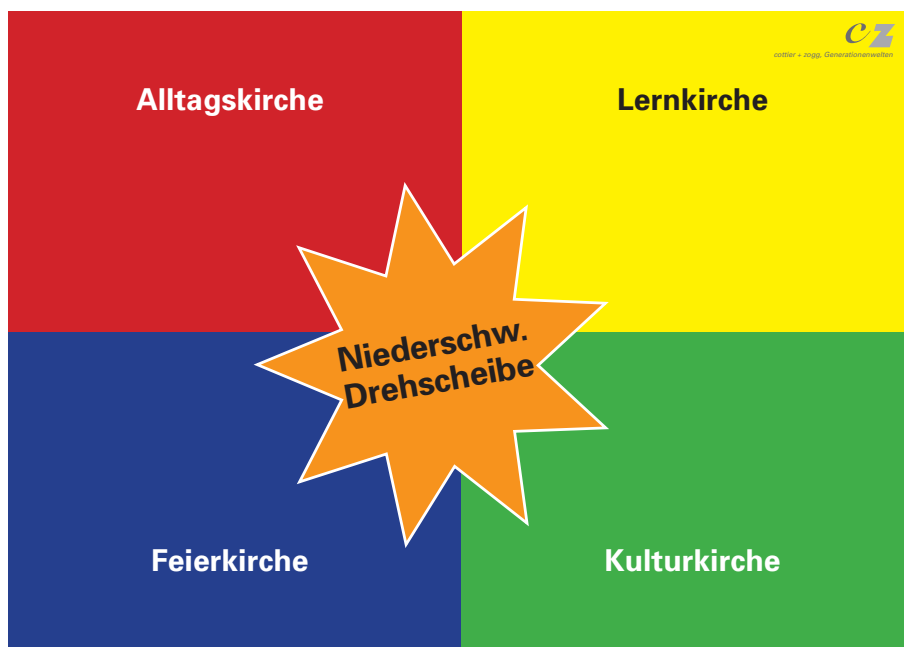 cz
cottier + zogg, Generationenwelten
Alltagskirche
Lernkirche
Niederschw.
Drehscheibe
Feierkirche
Kulturkirche